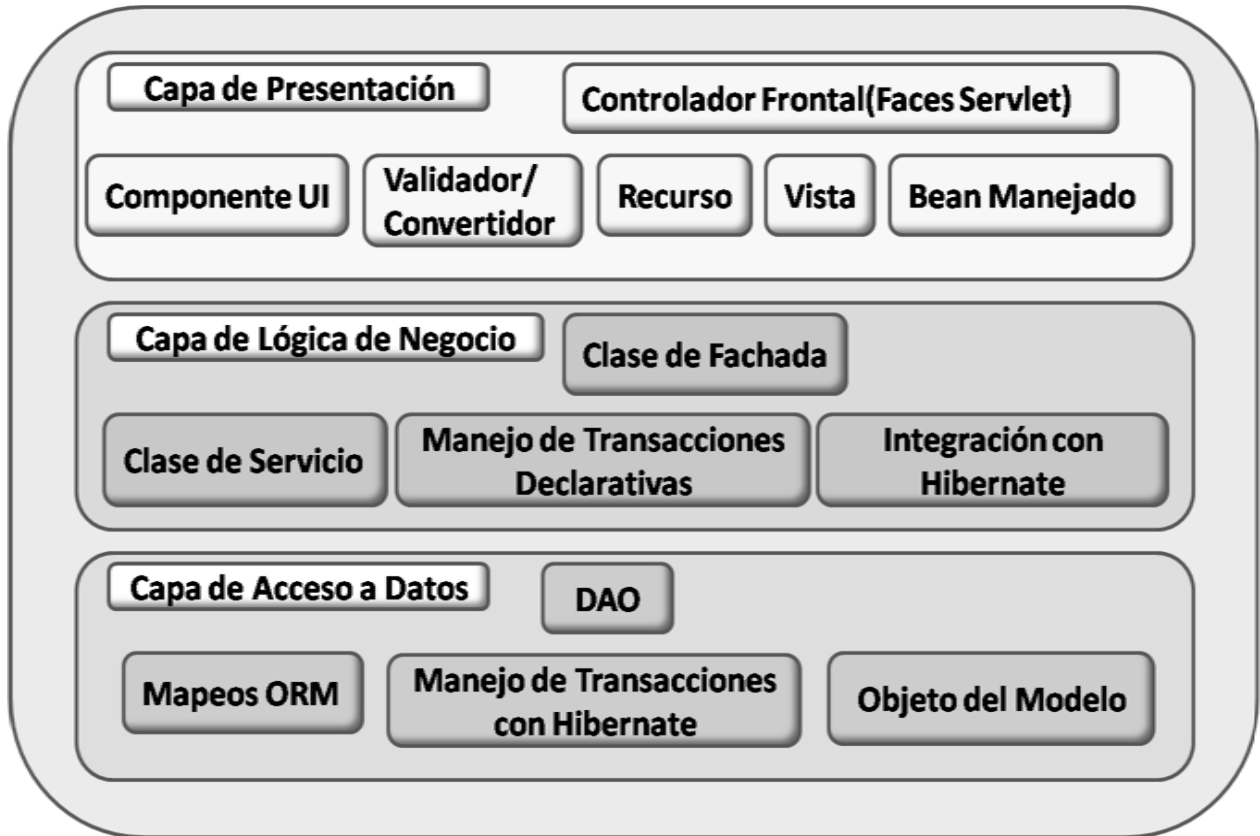 Capa de Presentación
Controlador Frontal(Faces Servlet)
Componente UI
Validador/
Convertidor
Recurso
Vista
Bean Manejado
Capa de Lógica de Negocio
Clase de Fachada
Clase de Servicio
Manejo de Transacciones
Declarativas
Integración con
Hibernate
Capa de Acceso a Datos
DAO
Mapeos ORM
Manejo de Transacciones
con Hibernate
Objeto del Modelo